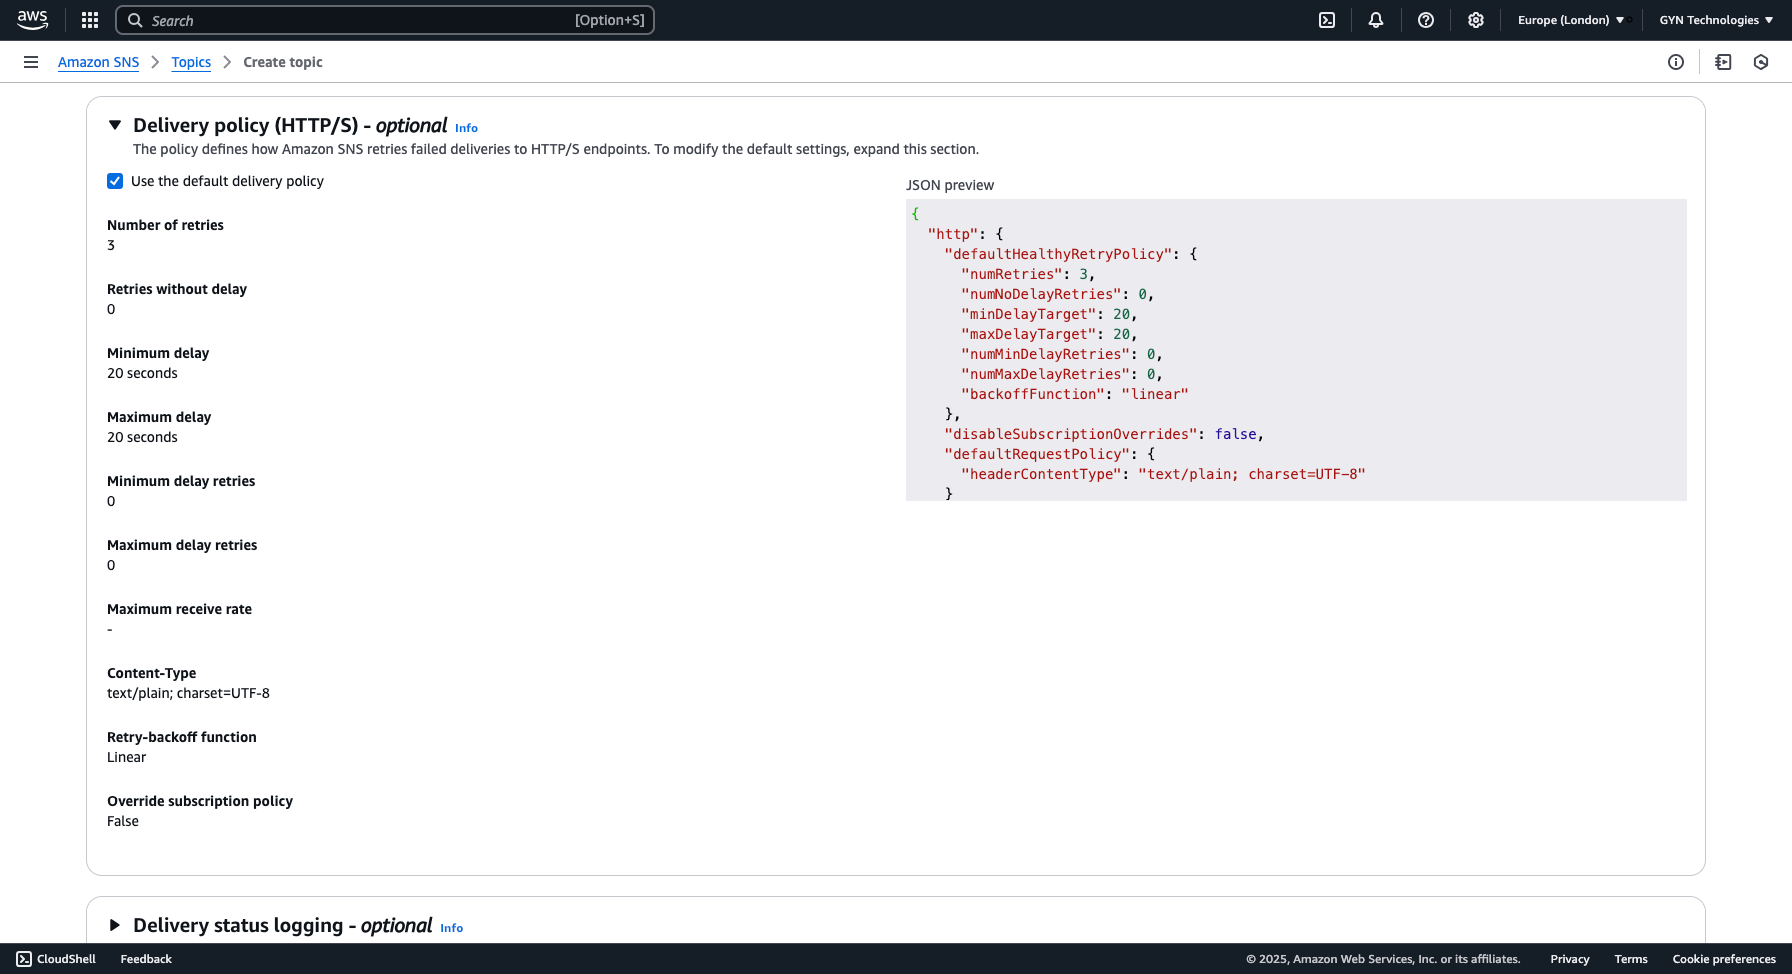 aws
Search
[Option+S]
Europe (London)
GYN Technologies
Amazon SNS
Topics
Create topic
Delivery policy (HTTP/S) - optional Info
The policy defines how Amazon SNS retries failed deliveries to HTTP/S endpoints. To modify the default settings, expand this section.
Use the default delivery policy
Number of retries
3
Retries without delay
0
Minimum delay
20 seconds
Maximum delay
20 seconds
Minimum delay retries
0
Maximum delay retries
0
Maximum receive rate
-
Content-Type
text/plain; charset=UTF-8
Retry-backoff function
Linear
Override subscription policy
False
JSON preview
{
"http": {
"defaultHealthyRetryPolicy": {
"numRetries": 3,
"numNoDelayRetries": 0,
"minDelayTarget": 20,
"maxDelayTarget": 20,
"numMinDelayRetries": 0,
"numMaxDelayRetries": 0,
"backoffFunction": "linear"
},
"disableSubscriptionOverrides": false,
"defaultRequestPolicy": {
"headerContentType": "text/plain; charset=UTF-8"
}
Delivery status logging - optional Info
CloudShell
Feedback
© 2025, Amazon Web Services, Inc. or its affiliates.
Privacy
Terms
Cookie preferences